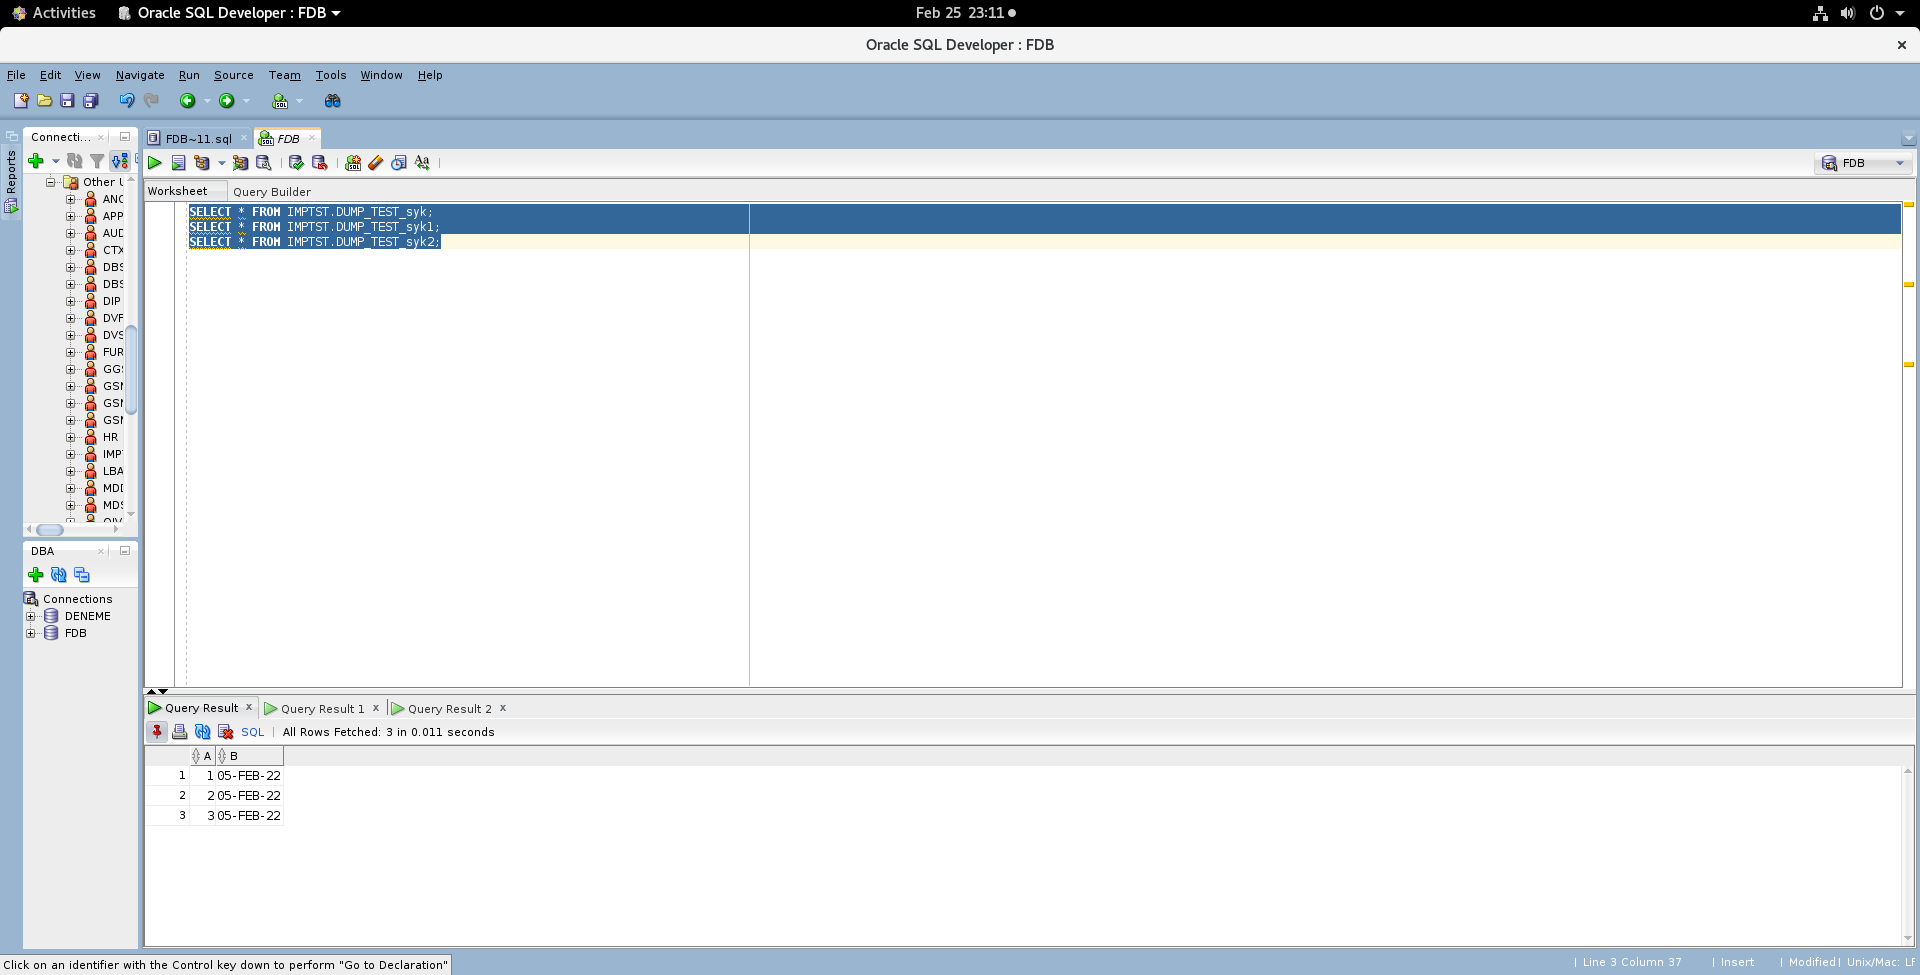 Activities
Oracle SQL Developer : FDB
Feb 25 23:11
Oracle SQL Developer : FDB
File Edit View Navigate Run Source Team Tools Window Help
Reports
Connecti...
Other U
ANO
APP
AUD
CTX
DBS
DBS
DIP
DVF
DVS
FUR
GGS
GSM
GSM
GSM
HR
IMPT
LBA
MDD
MDS
DBA
Connections
DENEME
FDB
FDB~11.sql
FDB
FDB
Worksheet Query Builder
SELECT * FROM IMPTST.DUMP_TEST_syk;
SELECT * FROM IMPTST.DUMP_TEST_syk1;
SELECT * FROM IMPTST.DUMP_TEST_syk2;
Query Result x Query Result 1 x Query Result 2 x
SQL | All Rows Fetched: 3 in 0.011 seconds
A B
1 1 05-FEB-22
2 2 05-FEB-22
3 3 05-FEB-22
Click on an identifier with the Control key down to perform "Go to Declaration"
| Line 3 Column 37 | Insert | Modified | Unix/Mac: LF